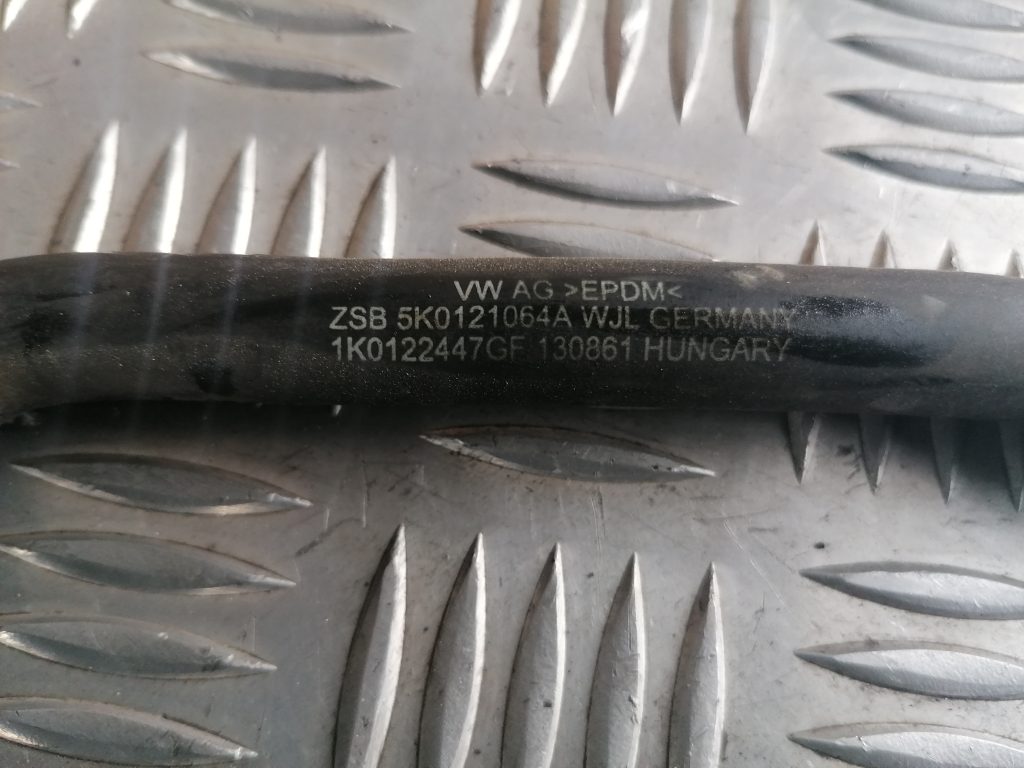 VW AG >EPDM<
ZSB 5K0121064A WJL GERMANY
1K0122447GF 130861 HUNGARY